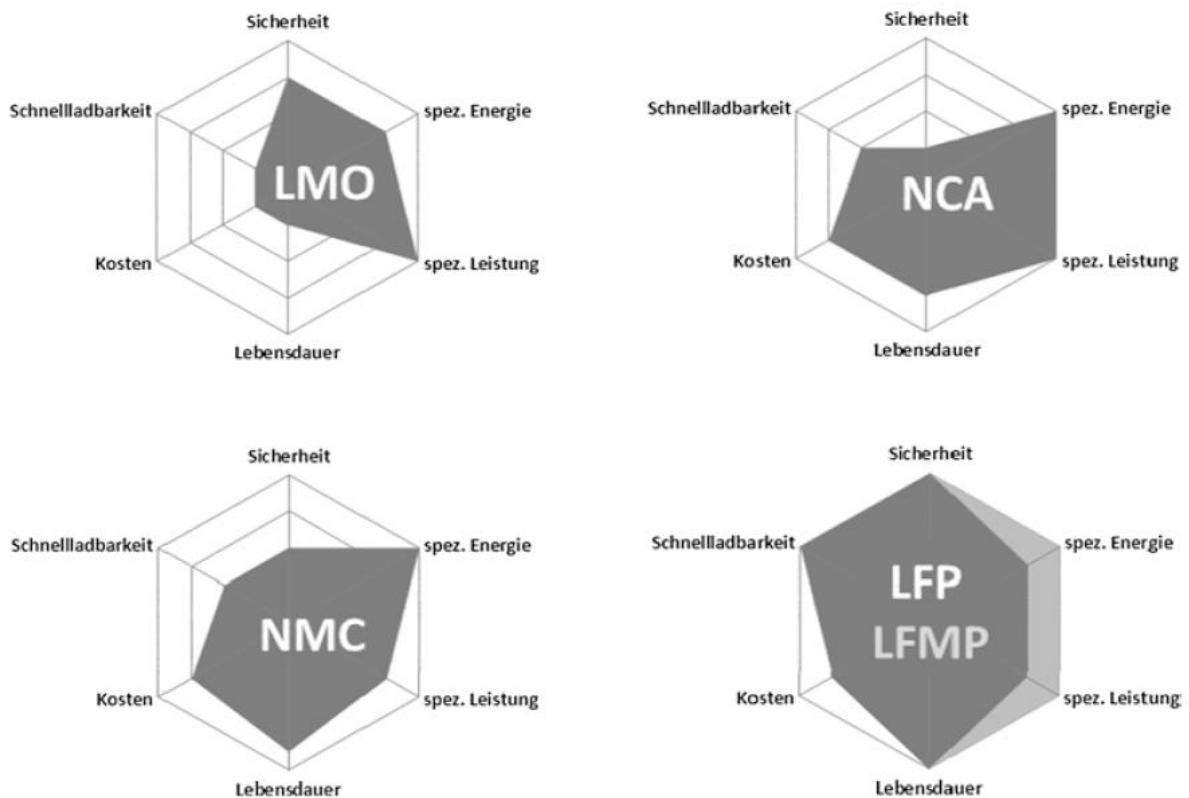 Sicherheit
Schnellladbarkeit
spez. Energie
LMO
Kosten
spez. Leistung
Lebensdauer
Sicherheit
Schnellladbarkeit
spez. Energie
NCA
Kosten
spez. Leistung
Lebensdauer
Sicherheit
Schnellladbarkeit
spez. Energie
NMC
Kosten
spez. Leistung
Lebensdauer
Sicherheit
Schnellladbarkeit
spez. Energie
LFP
LFMP
Kosten
spez. Leistung
Lebensdauer